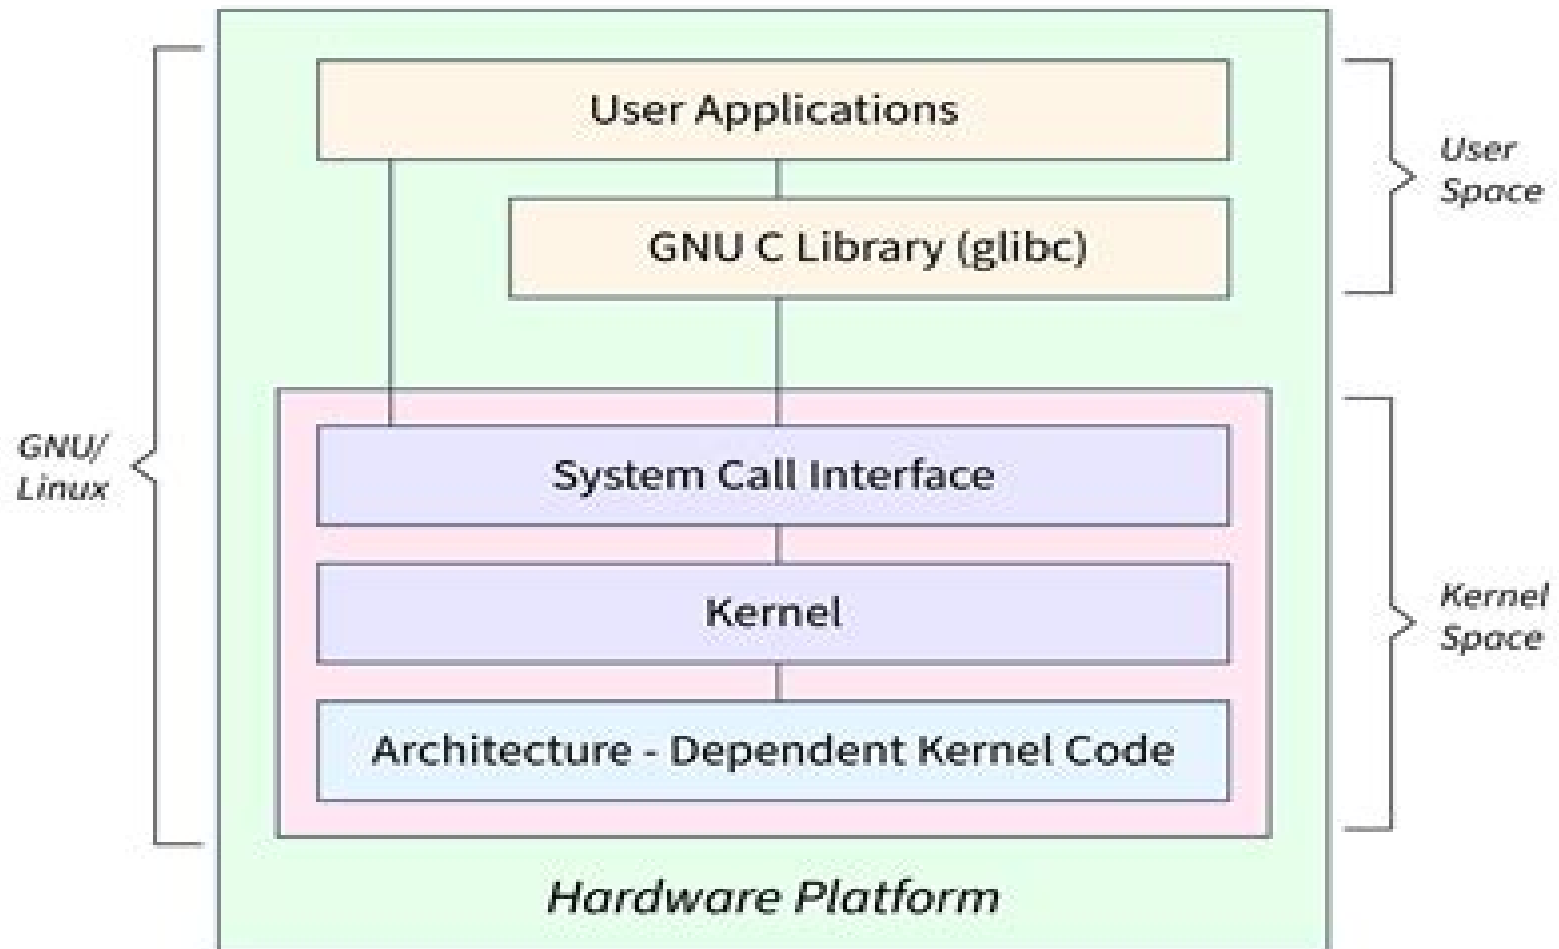 User Applications
User
Space
GNU C Library (glibc)
GNU/
Linux
System Call Interface
Kernel
Kernel
Space
Architecture - Dependent Kernel Code
Hardware Platform